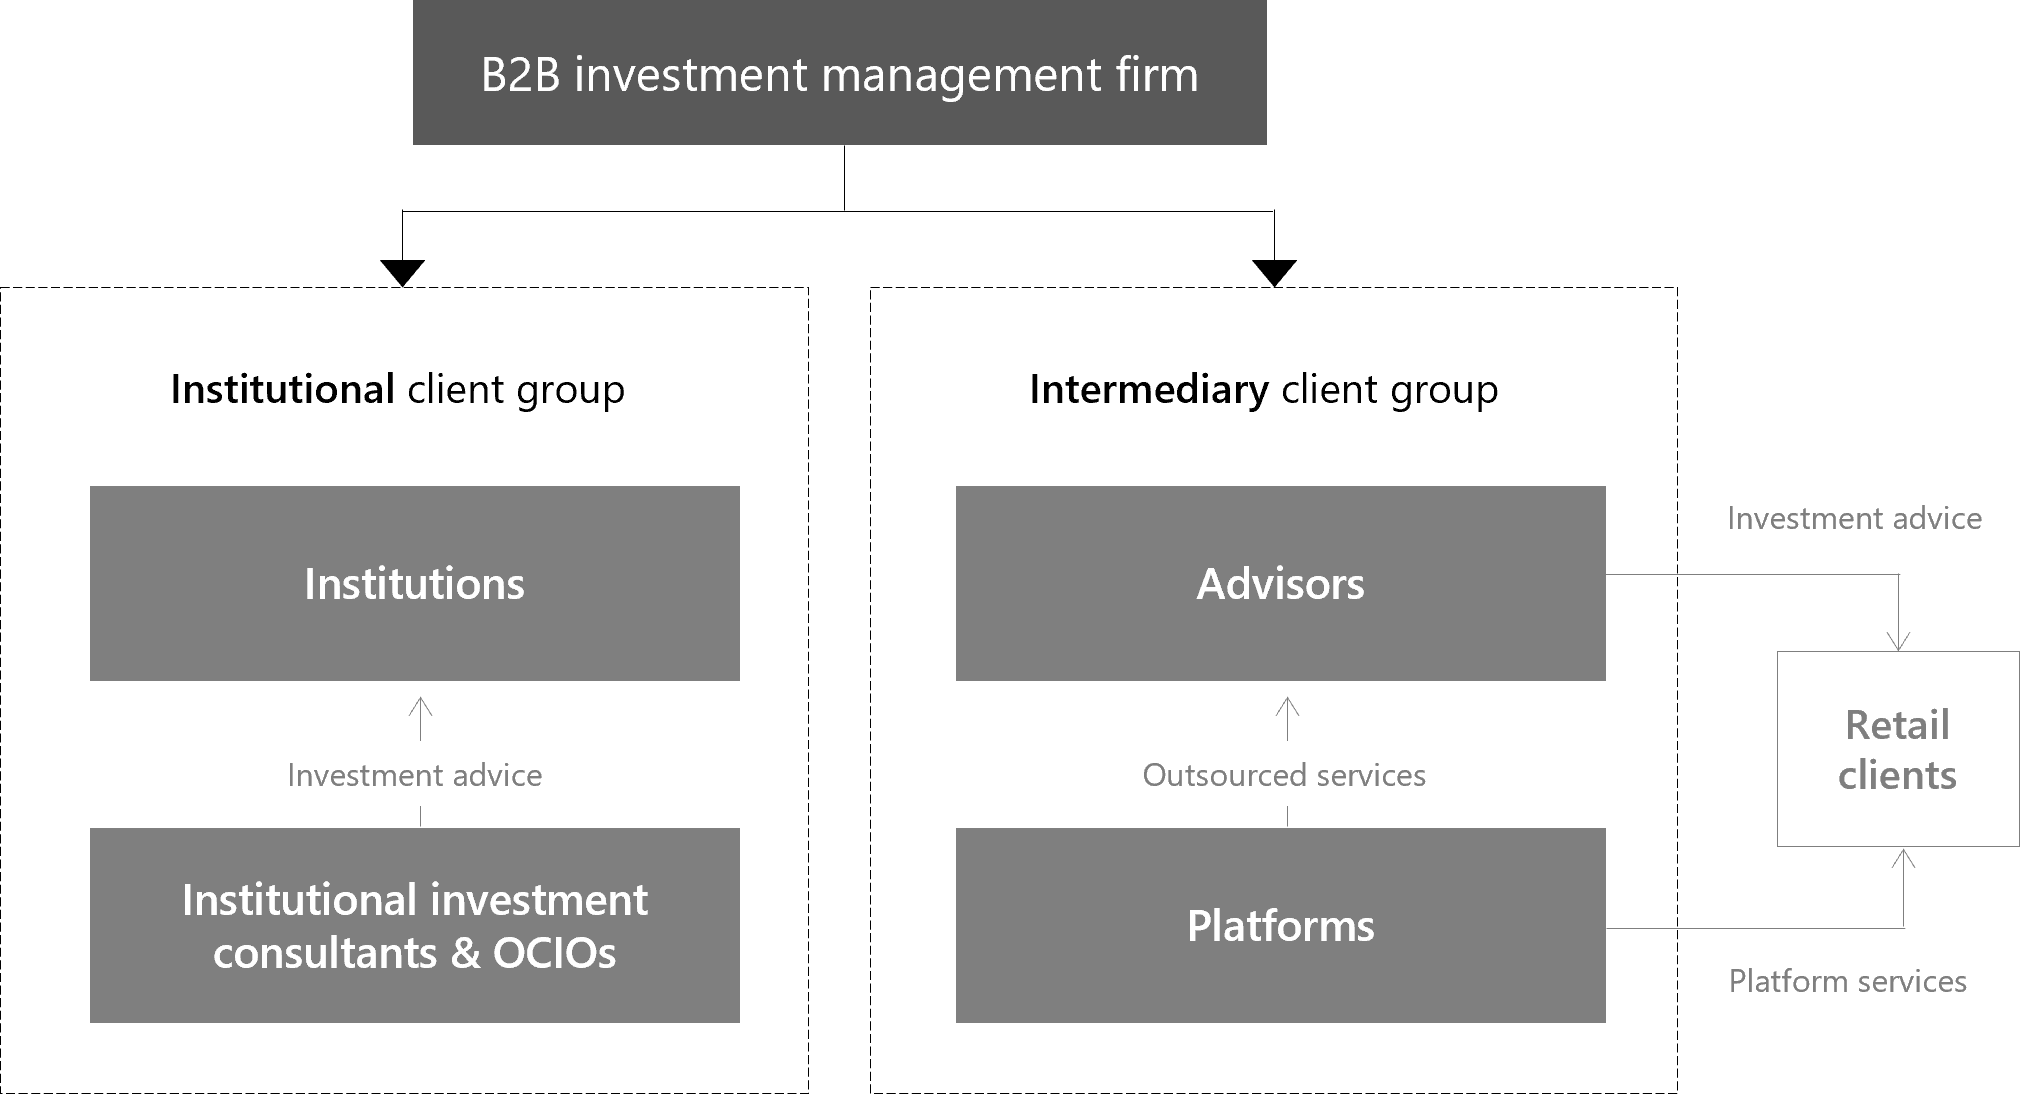 B2B investment management firm
Institutional client group
Institutions
Investment advice
Institutional investment
consultants & OCIOs
Intermediary client group
Advisors
Outsourced services
Platforms
Investment advice
Retail
clients
Platform services